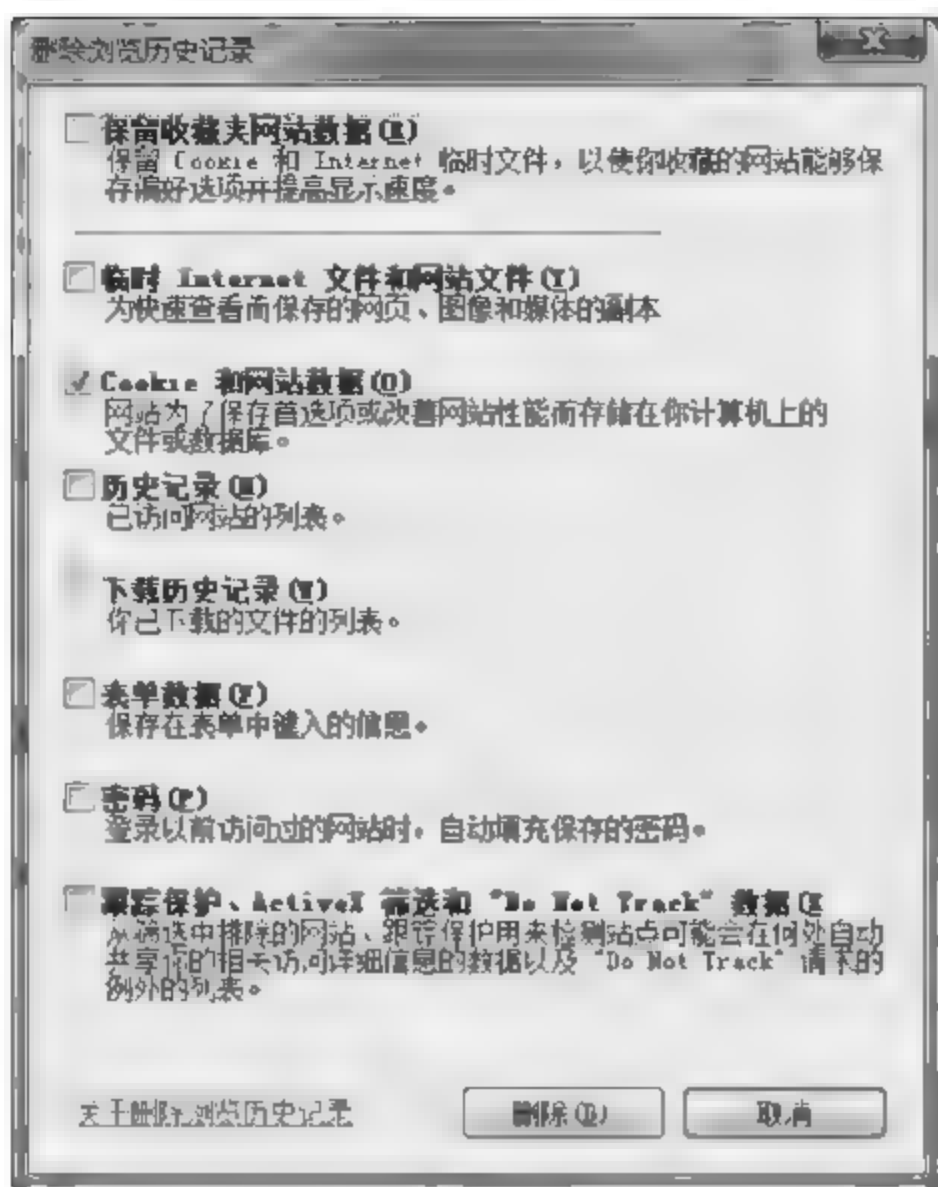 删除浏览历史记录
保留收藏夹网站数据(R)
保留 Cookie 和 Internet 临时文件，以使你收藏的网站能够保
存偏好选项并提高显示速度。
临时 Internet 文件和网站文件(T)
为快速查看而保存的网页、图像和媒体的副本
Cookie 和网站数据(O)
网站为了保存首选项或改善网站性能而存储在你计算机上的
文件或数据库。
历史记录(H)
已访问网站的列表。
下载历史记录(W)
你已下载的文件的列表。
表单数据(F)
保存在表单中键入的信息。
密码(P)
登录以前访问过的网站时，自动填充保存的密码。
跟踪保护、ActiveX 筛选和 "Do Not Track" 数据(K
从筛选中排除的网站、跟踪保护用来检测站点可能会在何处自动
共享你的相关访问详细信息的数据以及 "Do Not Track" 请求的
例外的列表。
关于删除浏览历史记录
删除(D)
取消